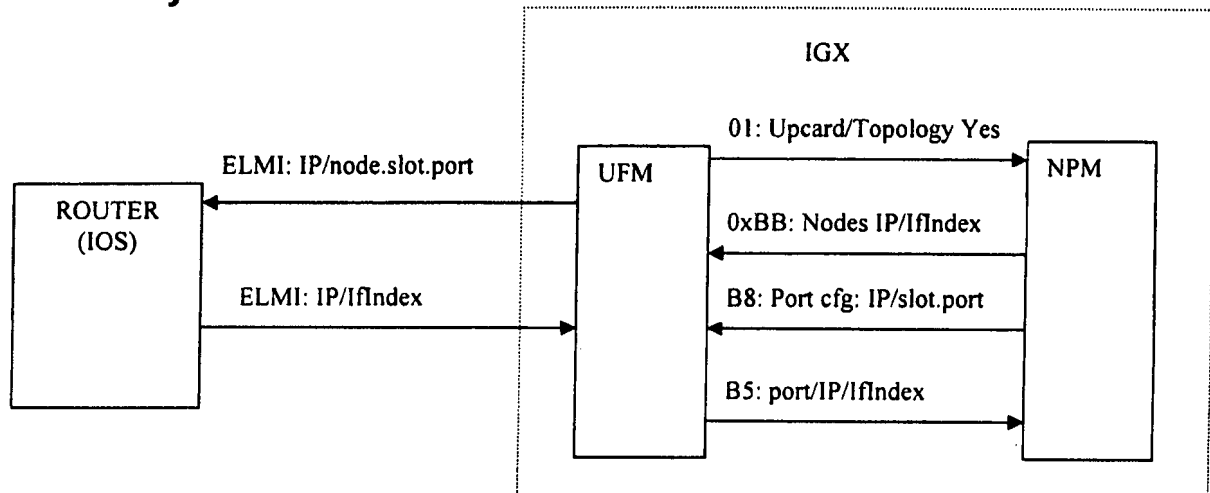 IGX
01: Upcard/Topology Yes
ELMI: IP/node.slot.port
UFM
NPM
ROUTER
(IOS)
0xBB: Nodes IP/IfIndex
ELMI: IP/IfIndex
B8: Port cfg: IP/slot.port
B5: port/IP/IfIndex